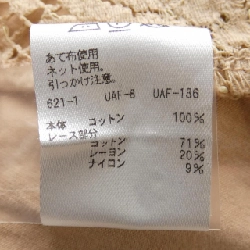 あて布使用
ネット使用。
引っかけ注意。
621-7 UAF-8 UAF-136
本体 コットン 100%
レース部分
コットン 71%
レーヨン 20%
ナイロン 9%